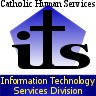 Catholic Human Services
its
Information Technology
Services Division